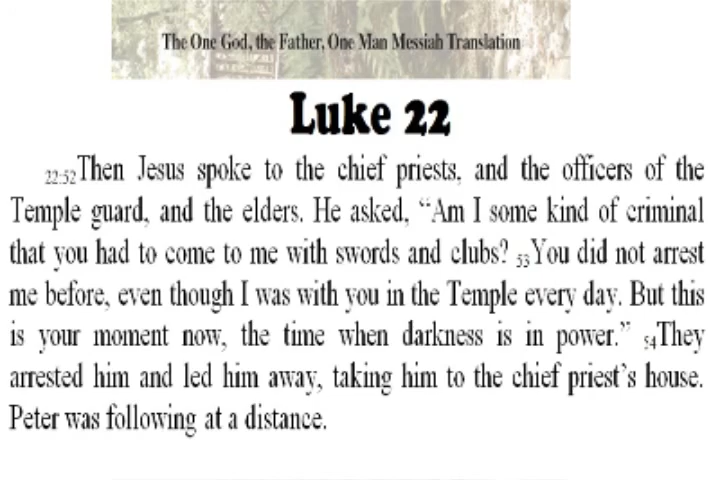 The One God, the Father, One Man Messiah Translation
Luke 22
22:52Then Jesus spoke to the chief priests, and the officers of the
Temple guard, and the elders. He asked, “Am I some kind of criminal
that you had to come to me with swords and clubs? 53You did not arrest
me before, even though I was with you in the Temple every day. But this
is your moment now, the time when darkness is in power.” 54They
arrested him and led him away, taking him to the chief priest’s house.
Peter was following at a distance.